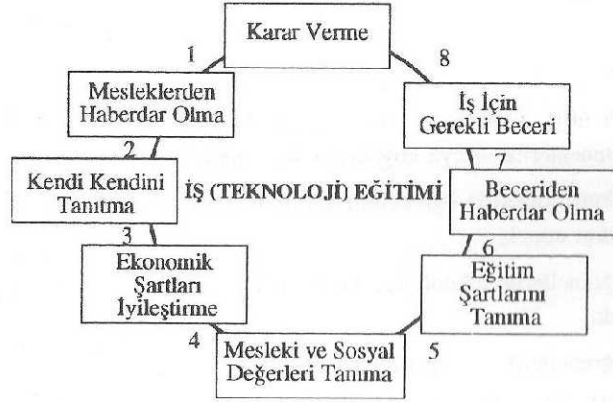 Karar Verme
1
8
Mesleklerden
Haberdar Olma
İş İçin
Gerekli Beceri
2
7
Kendi Kendini
Tanıtma
İŞ (TEKNOLOJİ) EĞİTİMİ
Beceriden
Haberdar Olma
3
6
Ekonomik
Şartları
İyileştirme
Eğitim
Şartlarını
Tanıma
4
5
Mesleki ve Sosyal
Değerleri Tanıma